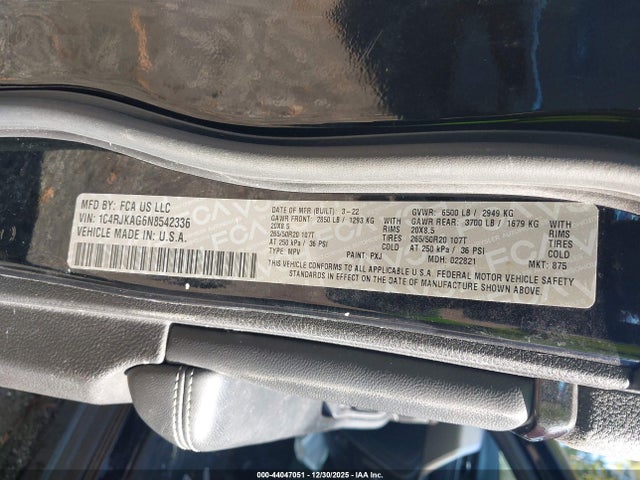 MFD BY: FCA US LLC
VIN: 1C4RJKAG6N8542336
VEHICLE MADE IN: U.S.A.
DATE OF MFR (BUILT): 3-22
GAWR FRONT: 2850 LB / 1293 KG WITH
20X8.5 RIMS
265/50R20 107T TIRES
AT 250 kPa / 36 PSI COLD
GVWR: 6500 LB / 2949 KG
GAWR REAR: 3700 LB / 1679 KG WITH
20X8.5 RIMS
265/50R20 107T TIRES
AT 250 kPa / 36 PSI COLD
TYPE: MPV PAINT: PXJ MDH: 022821 MKT: 875
THIS VEHICLE CONFORMS TO ALL APPLICABLE U.S.A. FEDERAL MOTOR VEHICLE SAFETY
STANDARDS IN EFFECT ON THE DATE OF MANUFACTURE SHOWN ABOVE.
000-44047051 - 12/30/2025 - IAAI.COM